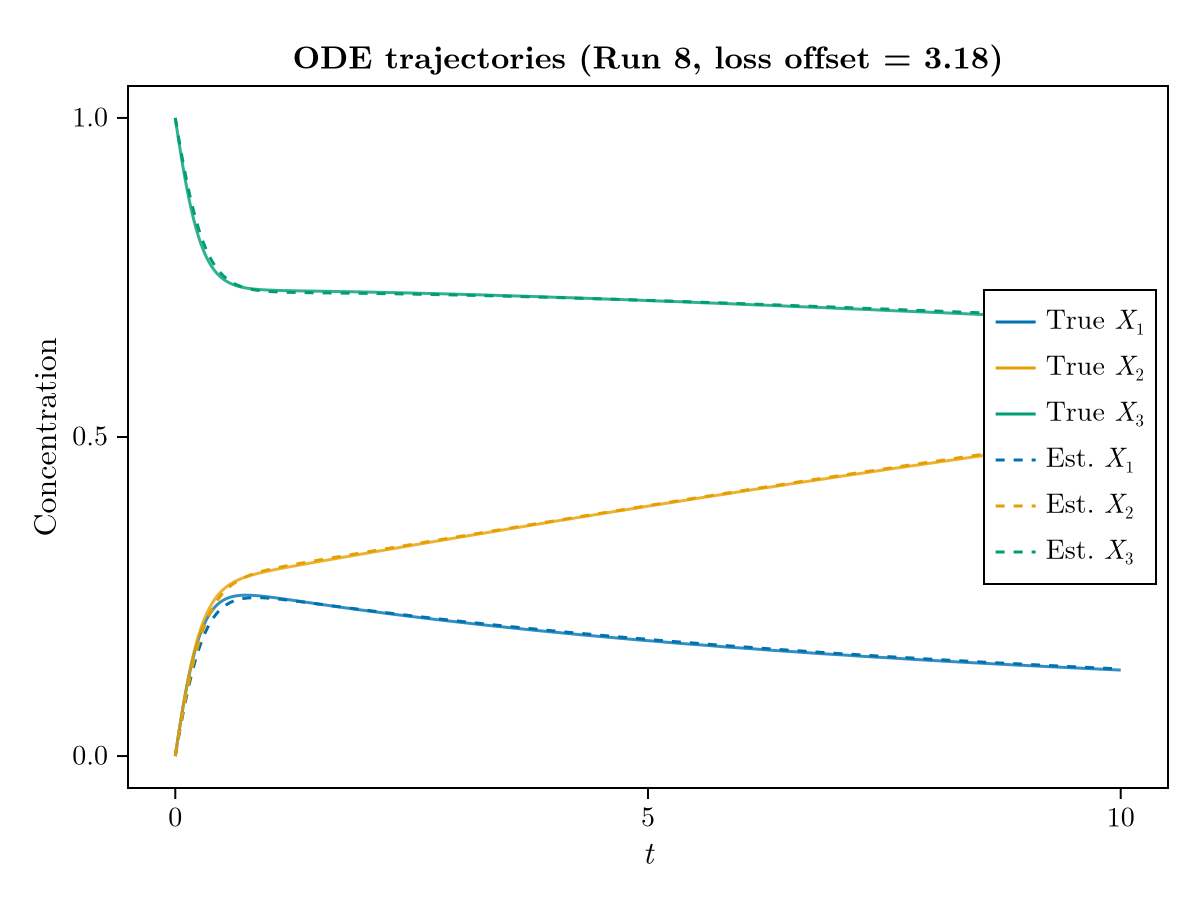 ODE trajectories (Run 8, loss offset = 3.18)
Concentration
1.0
0.5
0.0
True X₁
True X₂
True X₃
Est. X₁
Est. X₂
Est. X₃
0 5 10
t